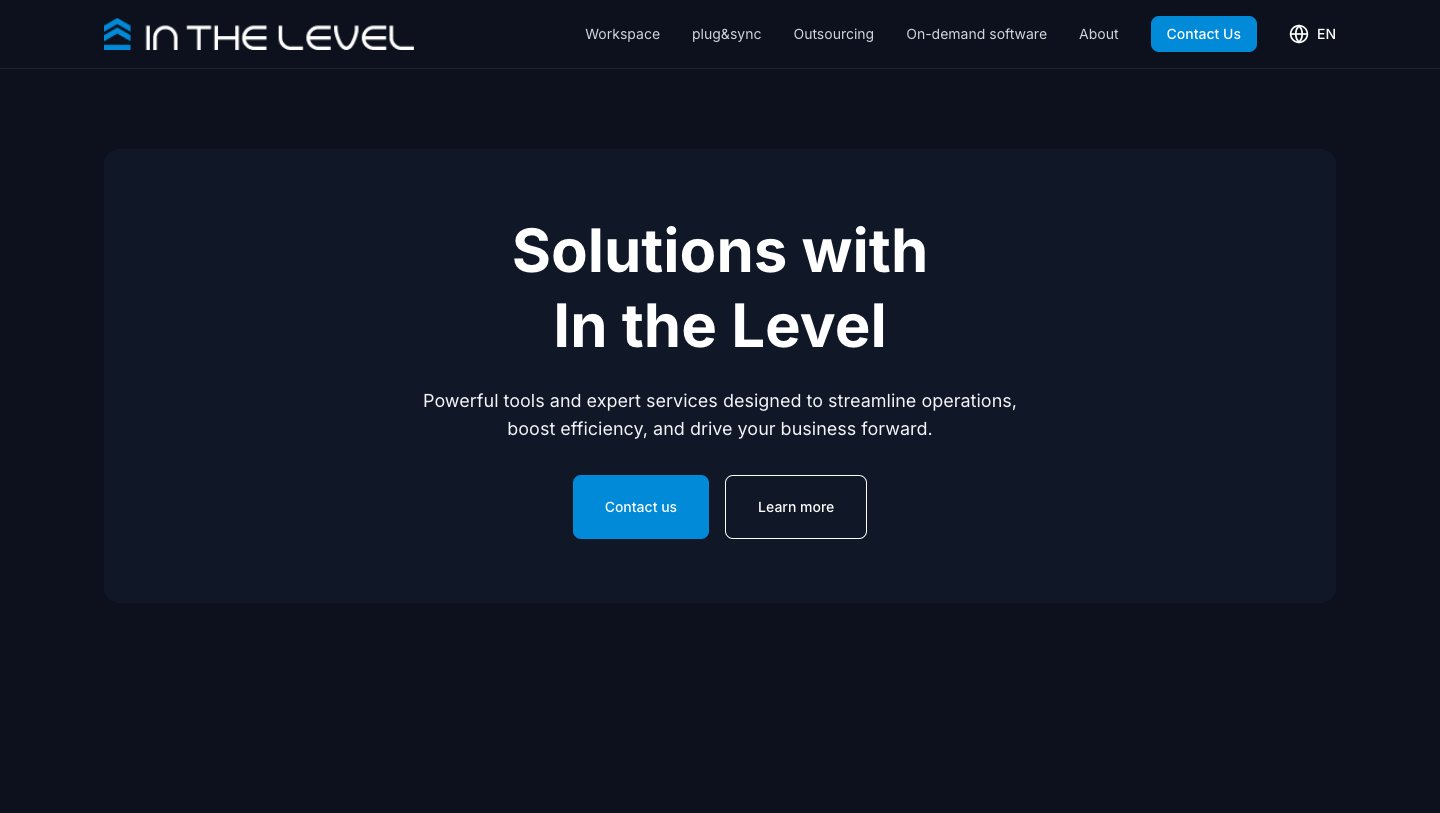 IN THE LEVEL
Workspace
plug&sync
Outsourcing
On-demand software
About
Contact Us
EN
Solutions with
In the Level
Powerful tools and expert services designed to streamline operations,
boost efficiency, and drive your business forward.
Contact us
Learn more